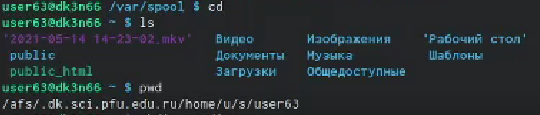 user63@dk3n66 /var/spool $ cd
user63@dk3n66 ~ $ ls
'2021-05-14 14-23-02.mkv' Видео Изображения 'Рабочий стол'
public Документы Музыка Шаблоны
public_html Загрузки Общедоступные
user63@dk3n66 ~ $ pwd
/afs/.dk.sci.pfu.edu.ru/home/u/s/user63